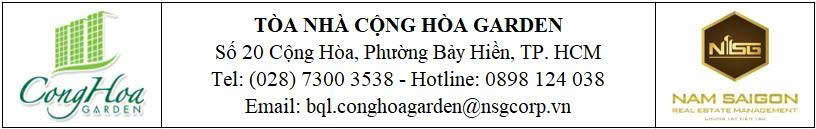 CongHoa
GARDEN
TÒA NHÀ CỘNG HÒA GARDEN
Số 20 Cộng Hòa, Phường Bảy Hiền, TP. HCM
Tel: (028) 7300 3538 - Hotline: 0898 124 038
Email: bql.conghoagarden@nsgcorp.vn
NSG
NAM SAIGON
REAL ESTATE MANAGEMENT